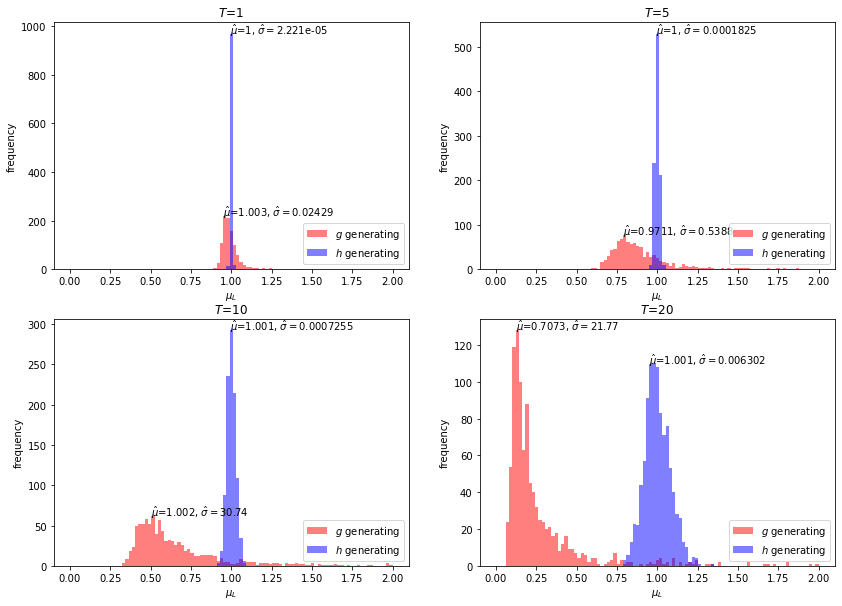 T=1
1000
800
600
400
200
0
frequency
μ̂=1, σ̂=2.221e-05
μ̂=1.003, σ̂=0.02429
g generating
h generating
0.00 0.25 0.50 0.75 1.00 1.25 1.50 1.75 2.00
μL
T=5
500
400
300
200
100
0
frequency
μ̂=1, σ̂=0.0001825
μ̂=0.9711, σ̂=0.538
g generating
h generating
0.00 0.25 0.50 0.75 1.00 1.25 1.50 1.75 2.00
μL
T=10
300
250
200
150
100
50
0
frequency
μ̂=1.001, σ̂=0.0007255
μ̂=1.002, σ̂=30.74
g generating
h generating
0.00 0.25 0.50 0.75 1.00 1.25 1.50 1.75 2.00
μL
T=20
120
100
80
60
40
20
0
frequency
μ̂=0.7073, σ̂=21.77
μ̂=1.001, σ̂=0.006302
g generating
h generating
0.00 0.25 0.50 0.75 1.00 1.25 1.50 1.75 2.00
μL